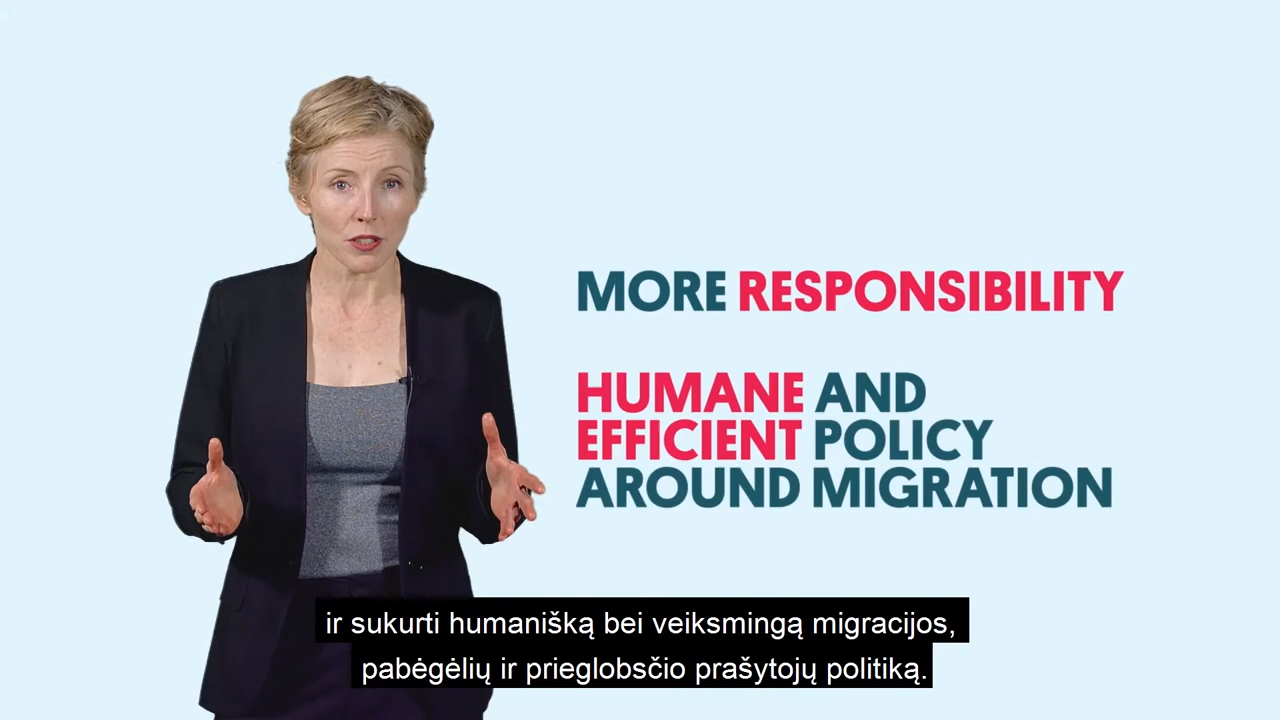 MORE RESPONSIBILITY
HUMANE AND
EFFICIENT POLICY
AROUND MIGRATION
ir sukurti humanišką bei veiksmingą migracijos,
pabėgėlių ir prieglobsčio prašytojų politiką.